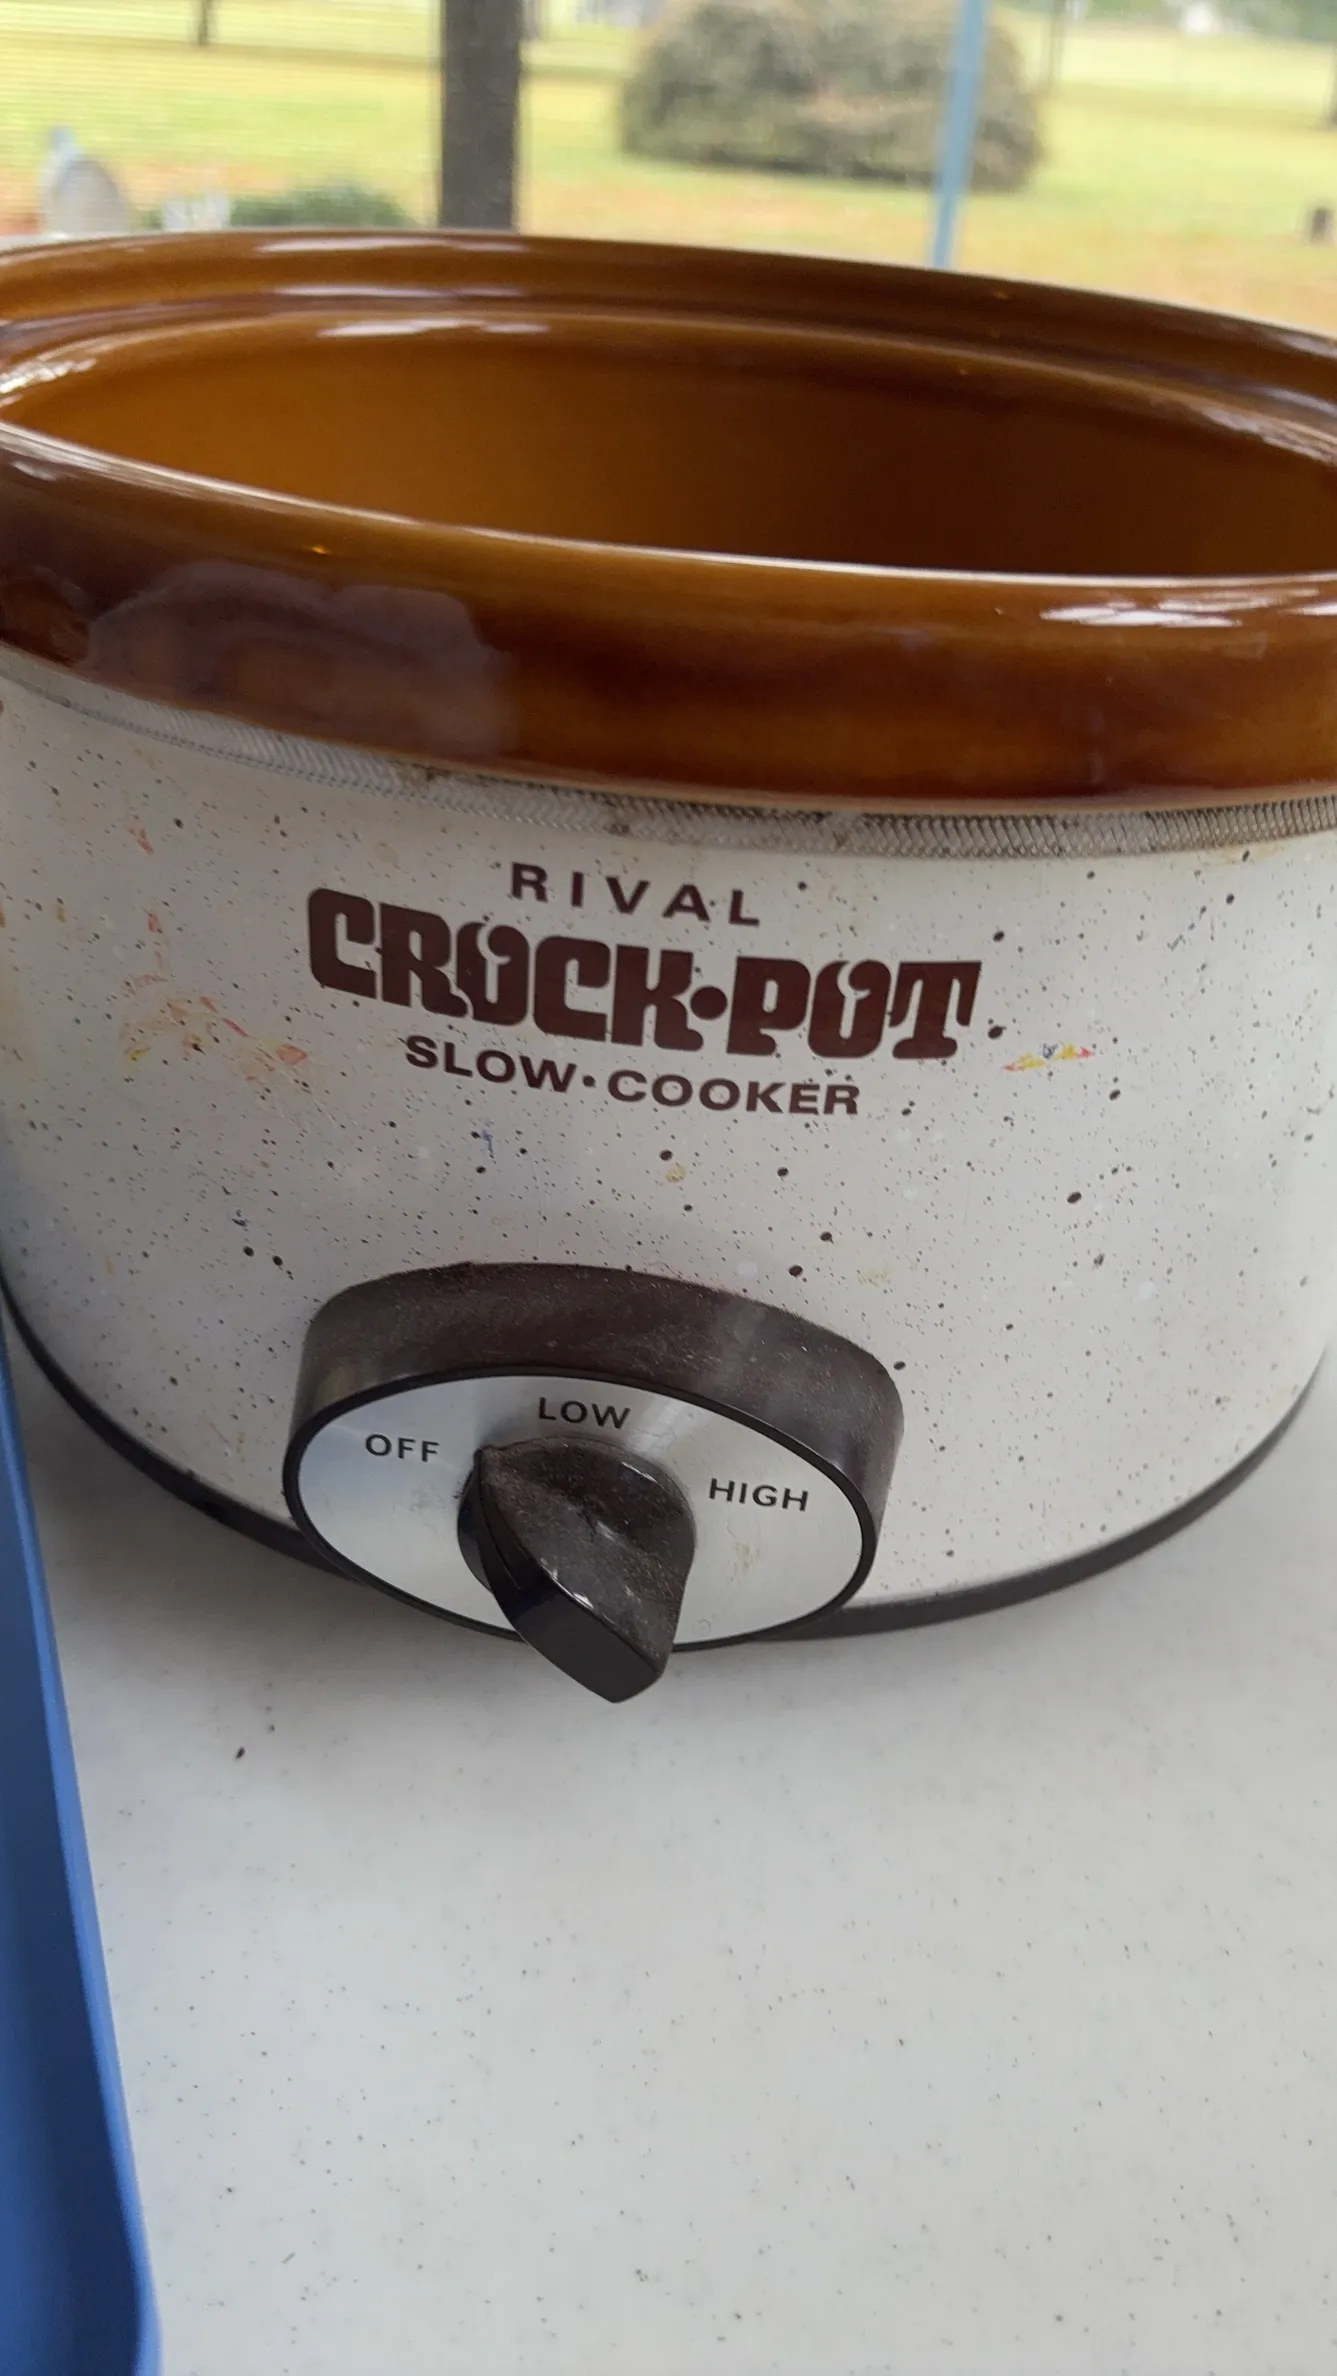 RIVAL
CROCK•POT
SLOW•COOKER
LOW
OFF
HIGH